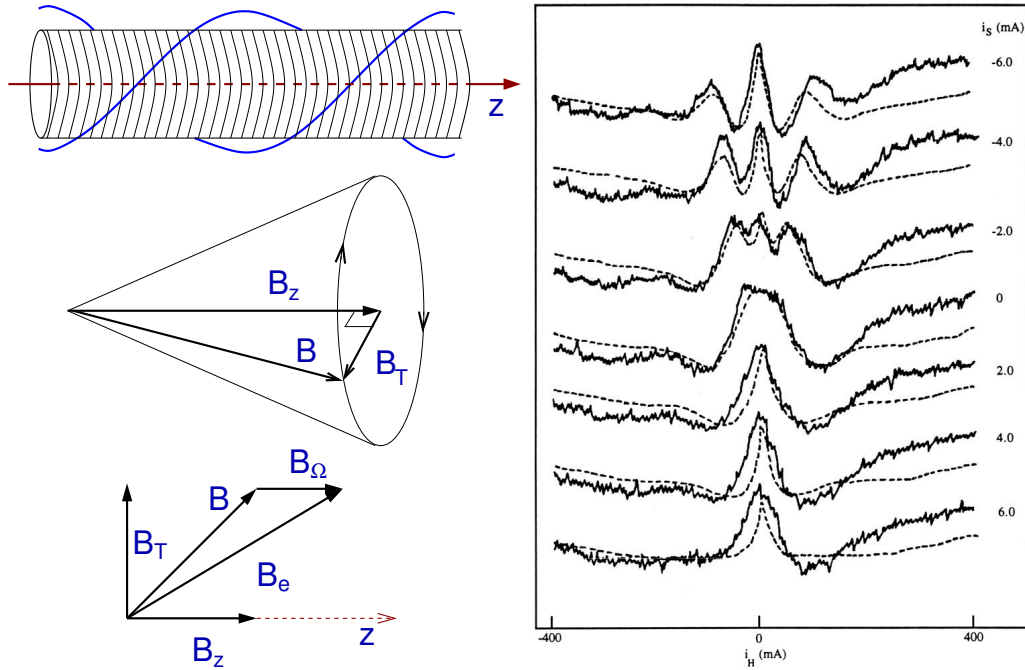 z
B_z
B
B_T
B_Ω
B
B_T
B_e
z
B_z
i_S (mA)
-6.0
-4.0
-2.0
0
2.0
4.0
6.0
-400
0
400
i_H (mA)